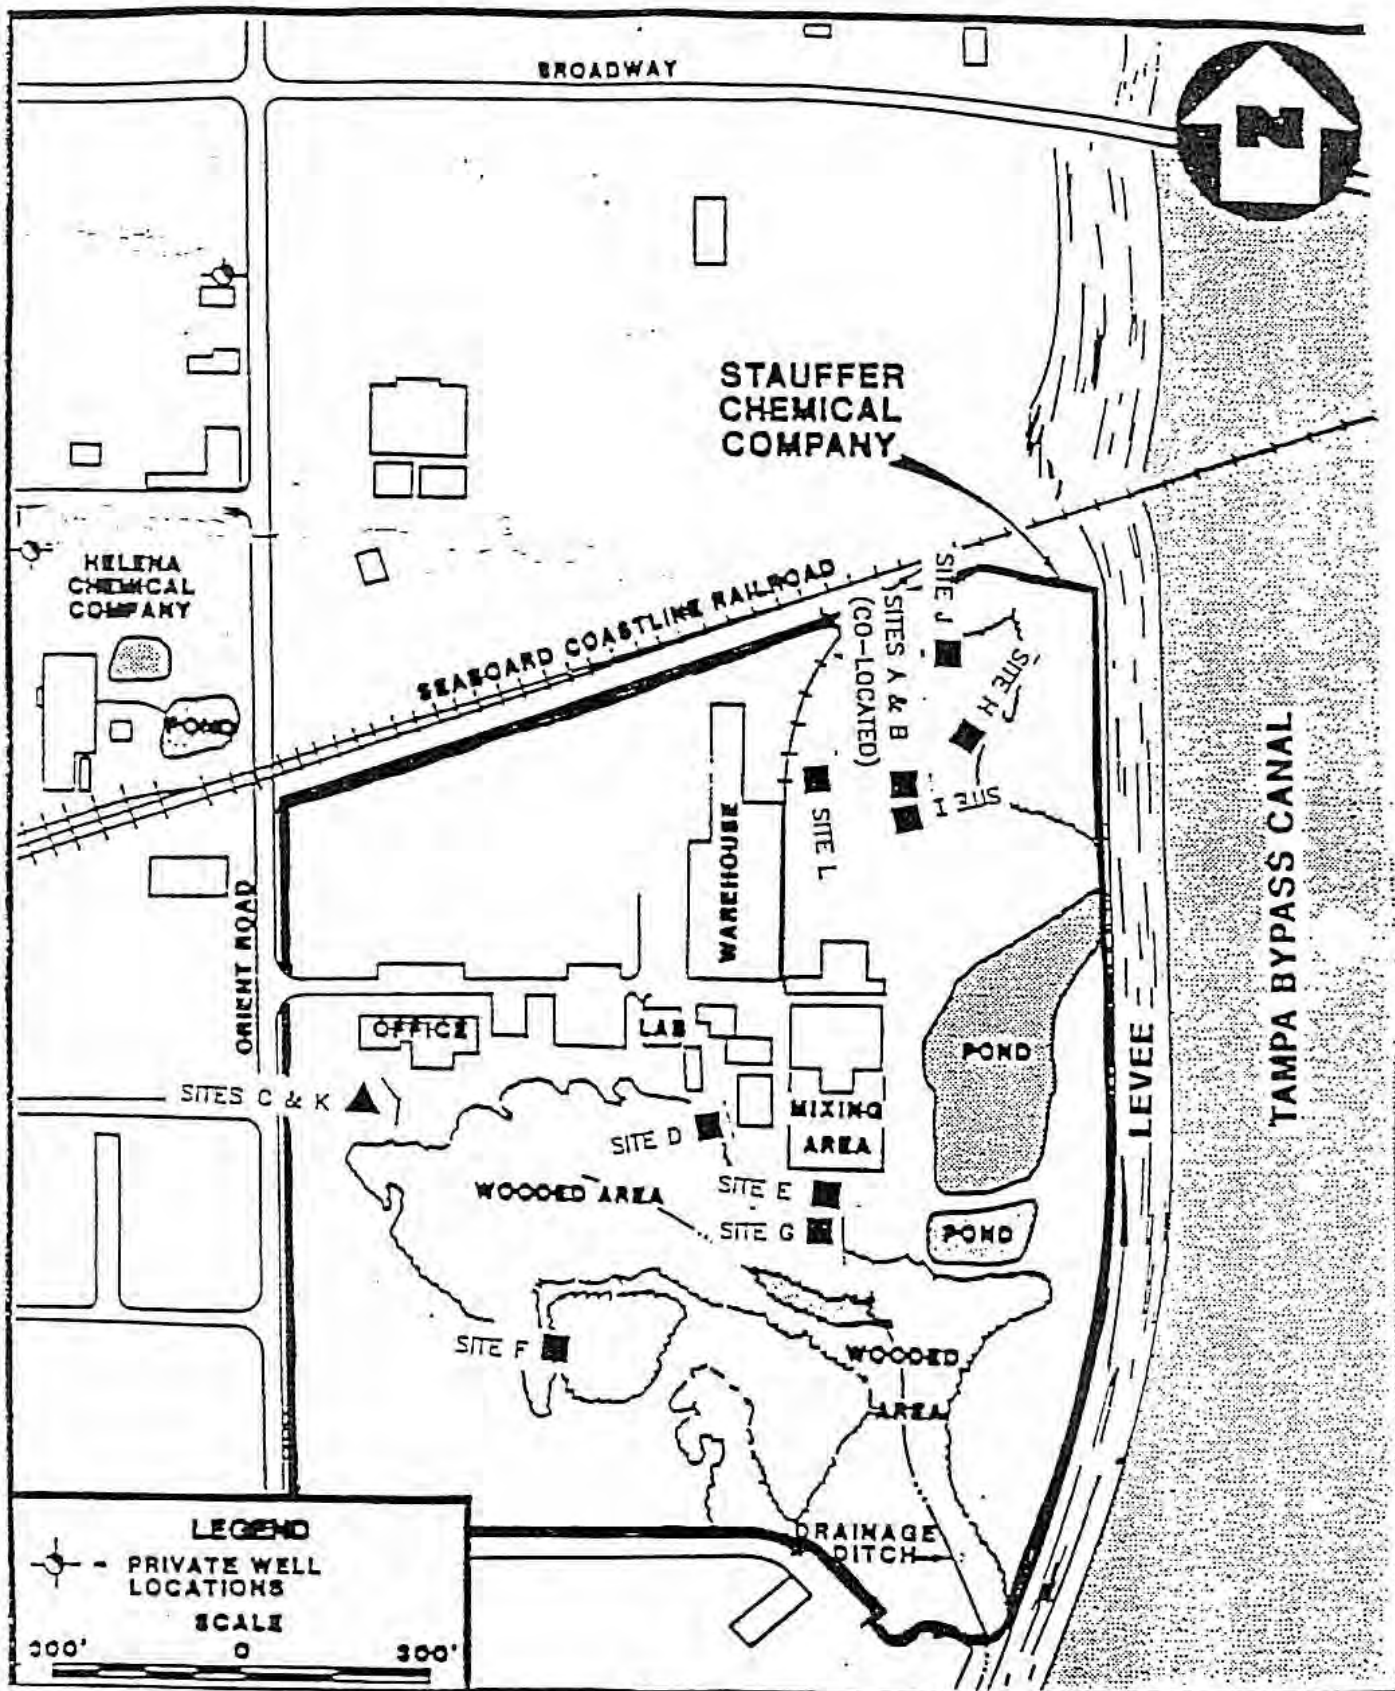 BROADWAY
N
STAUFFER
CHEMICAL
COMPANY
HELENA
CHEMICAL
COMPANY
POND
SEABOARD COASTLINE RAILROAD
SITE J
SITES A & B
(CO-LOCATED)
SITE H
SITE I
SITE L
WAREHOUSE
ORIENT ROAD
OFFICE
LAB
MIXING
AREA
POND
POND
LEVEE
TAMPA BYPASS CANAL
SITES C & K
SITE D
WOODED AREA
SITE E
SITE G
SITE F
WOODED
AREA
DRAINAGE
DITCH
LEGEND
- PRIVATE WELL
LOCATIONS
SCALE
300' 0 300'